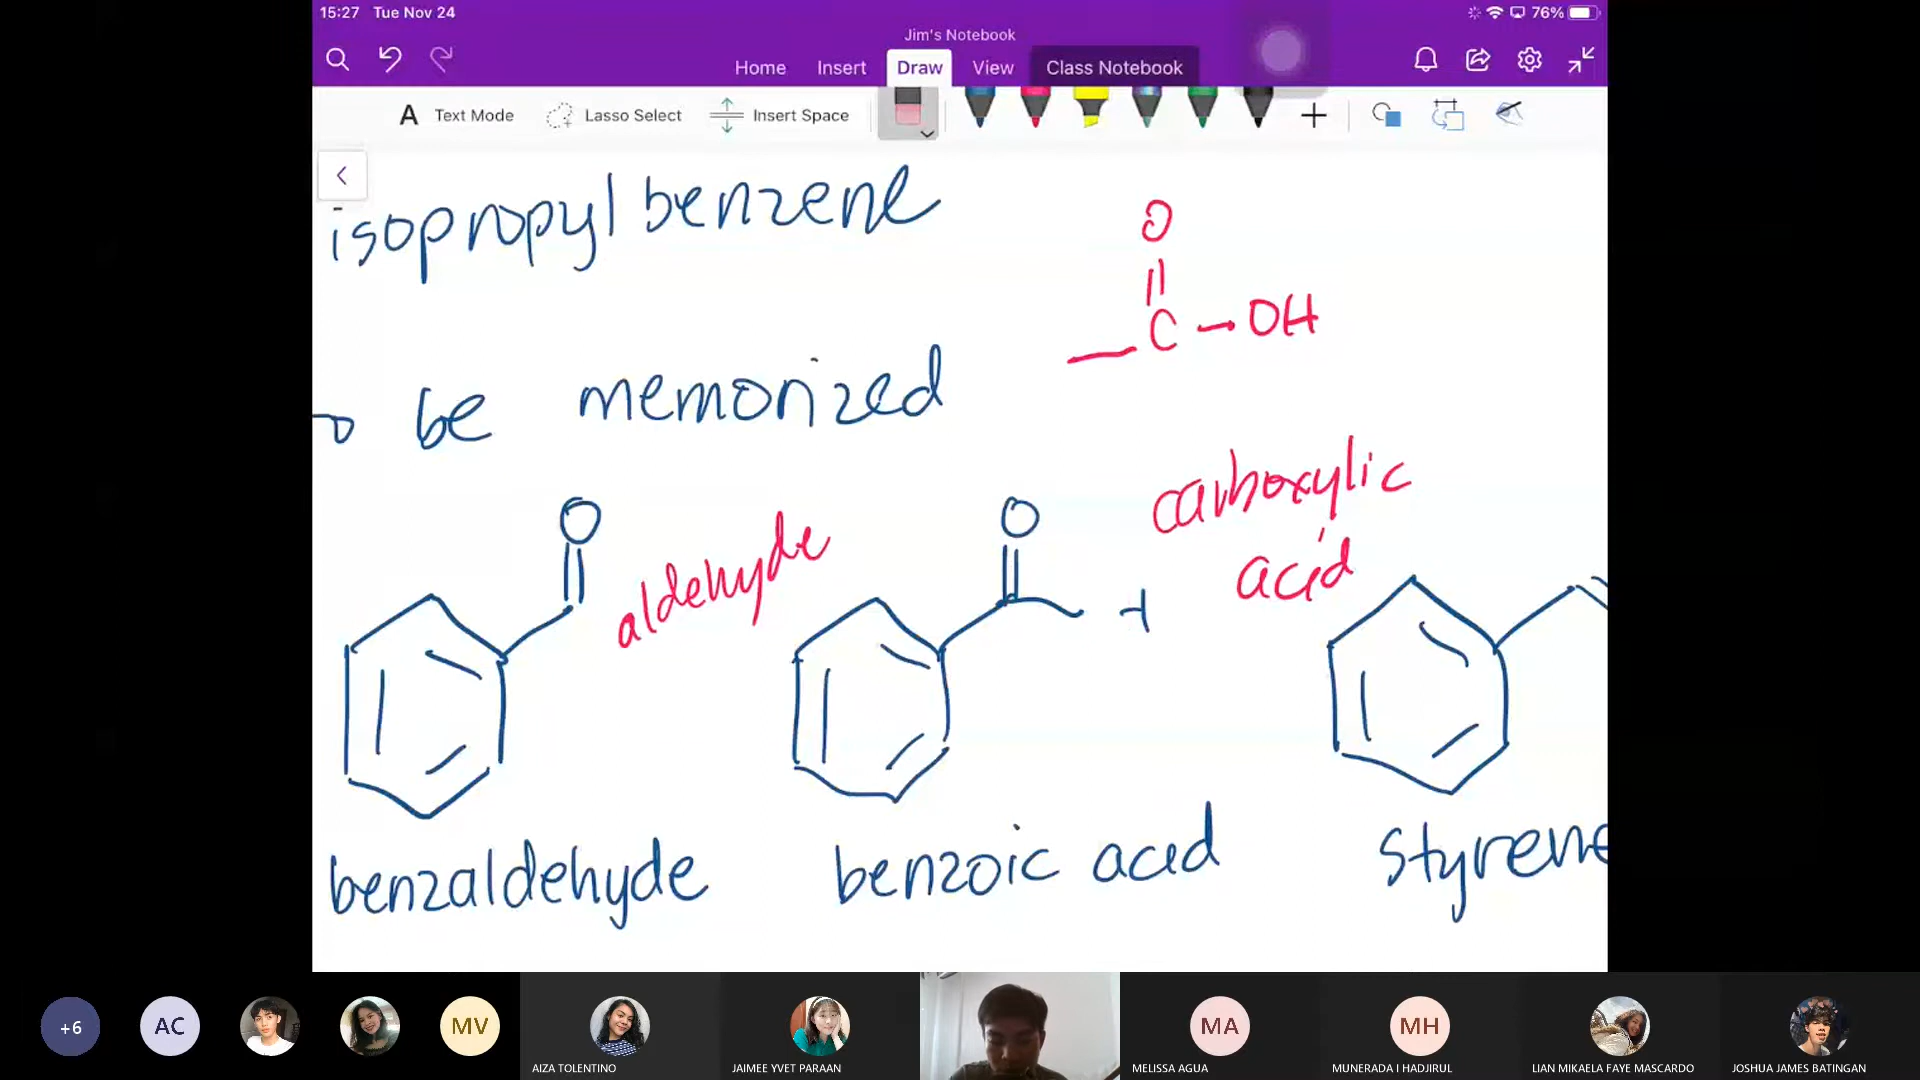 15:27 Tue Nov 24
76%
Jim's Notebook
Home Insert Draw View Class Notebook
A Text Mode Lasso Select Insert Space
isopropyl benzene
O
C - OH
be memorized
carboxylic
acid
O
aldehyde
O
benzaldehyde
benzoic acid
styrene
+6
AC
MV
MA
MH
AIZA TOLENTINO
JAIMEE YVET PARAAN
MELISSA AGUA
MUNERADA I HADJIRUL
LIAN MIKAELA FAYE MASCARDO
JOSHUA JAMES BATINGAN